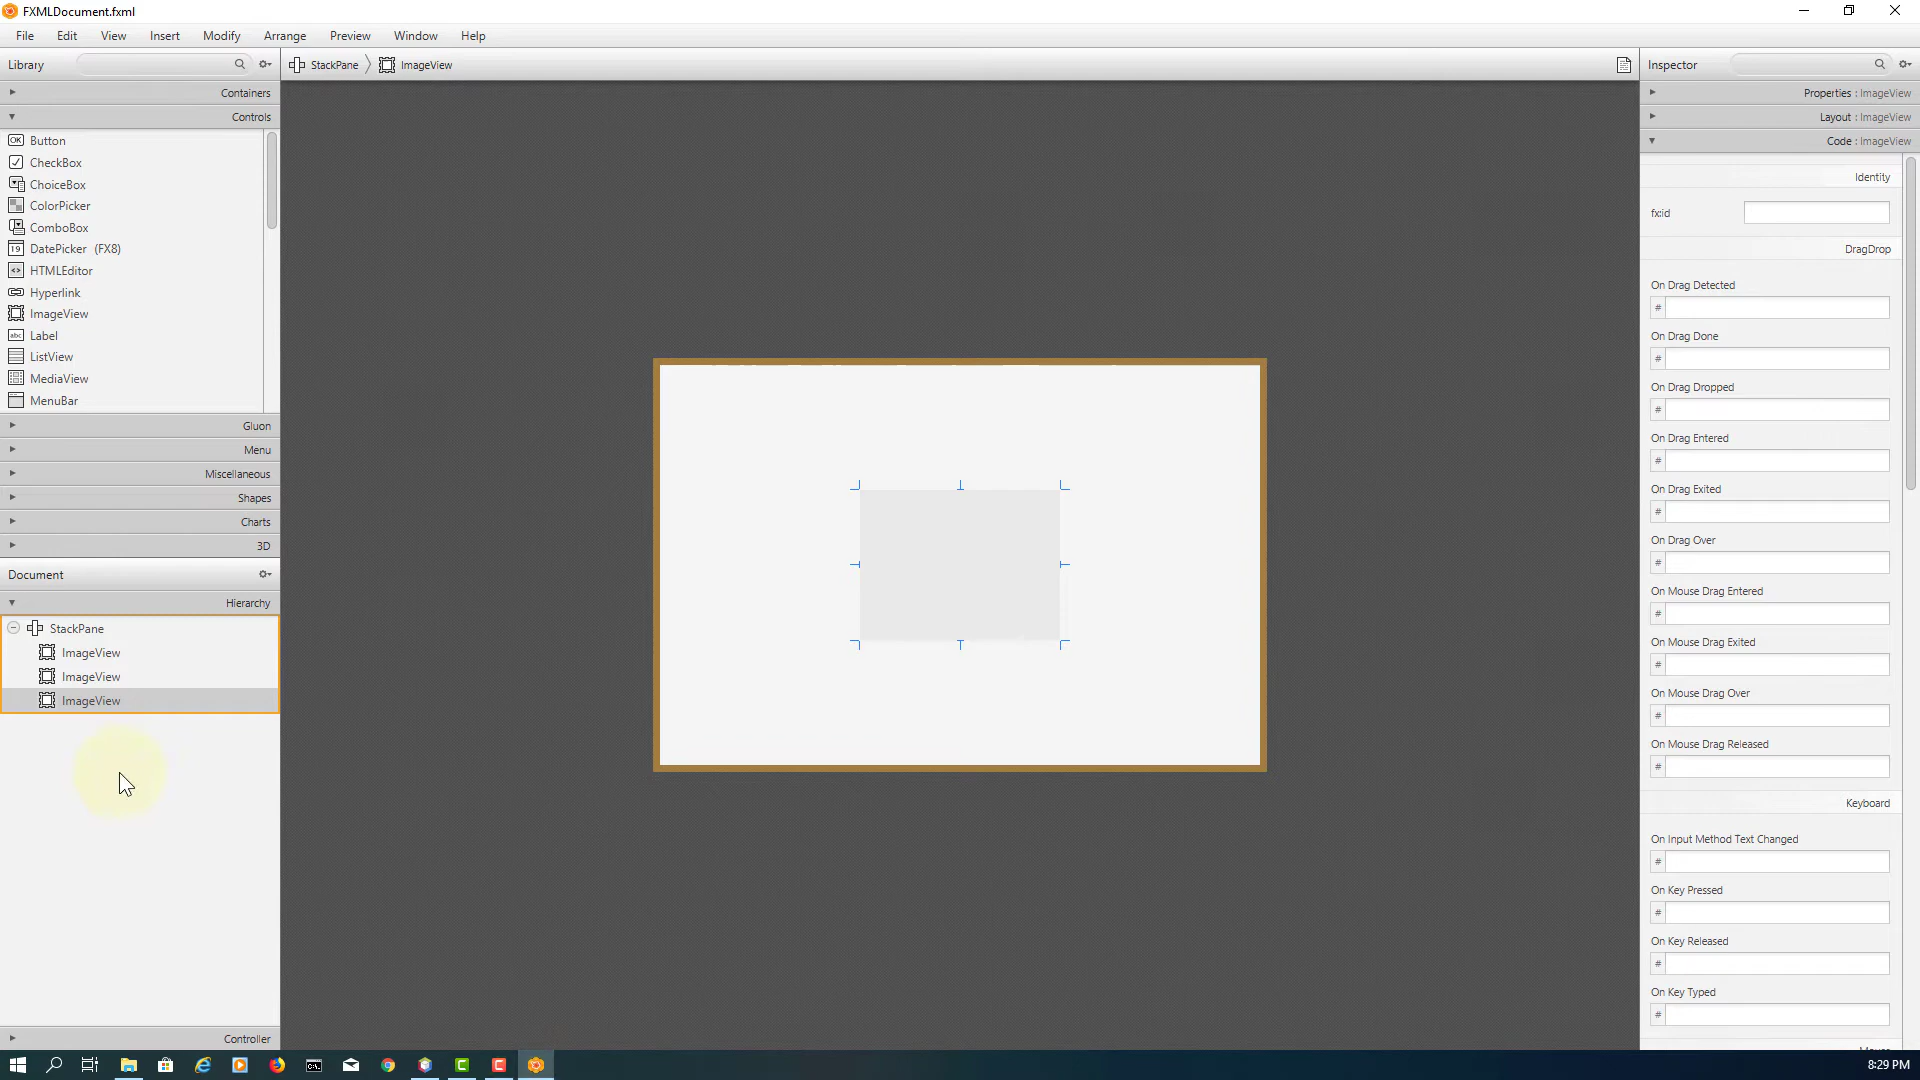 FXMLDocument.fxml
File Edit View Insert Modify Arrange Preview Window Help
Library
StackPane ImageView
Inspector
Containers
Controls
Button
CheckBox
ChoiceBox
ColorPicker
ComboBox
DatePicker (FX8)
HTMLEditor
Hyperlink
ImageView
Label
ListView
MediaView
MenuBar
Gluon
Menu
Miscellaneous
Shapes
Charts
3D
Document
Hierarchy
StackPane
ImageView
ImageView
ImageView
Controller
Properties : ImageView
Layout : ImageView
Code : ImageView
Identity
fx:id
DragDrop
On Drag Detected
#
On Drag Done
#
On Drag Dropped
#
On Drag Entered
#
On Drag Exited
#
On Drag Over
#
On Mouse Drag Entered
#
On Mouse Drag Exited
#
On Mouse Drag Over
#
On Mouse Drag Released
#
Keyboard
On Input Method Text Changed
#
On Key Pressed
#
On Key Released
#
On Key Typed
#
8:29 PM